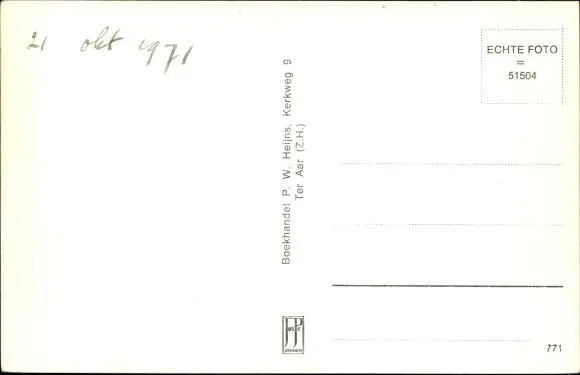 21 okt 1971
ECHTE FOTO
=
51504
Boekhandel P. W. Heijns, Kerkweg 9
Ter Aar (Z.H.)
771